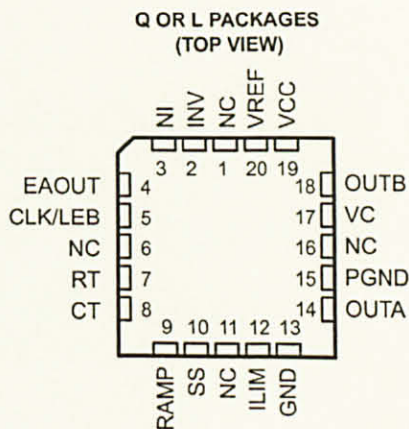 Q OR L PACKAGES
(TOP VIEW)
NI INV NC VREF VCC
3 2 1 20 19
EAOUT 4 18 OUTB
CLK/LEB 5 17 VC
NC 6 16 NC
RT 7 15 PGND
CT 8 14 OUTA
9 10 11 12 13
RAMP SS NC ILIM GND